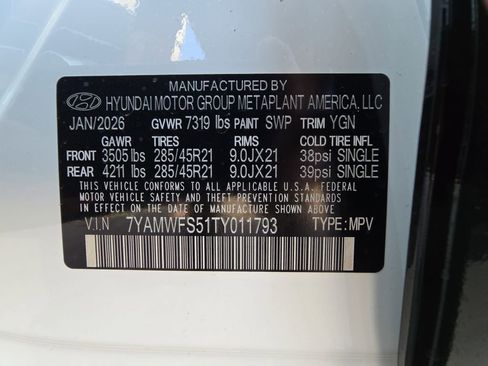 MANUFACTURED BY
HYUNDAI MOTOR GROUP METAPLANT AMERICA, LLC
JAN/2026 GVWR 7319 lbs PAINT SWP TRIM YGN
GAWR TIRES RIMS COLD TIRE INFL
FRONT 3505 lbs 285/45R21 9.0JX21 38psi SINGLE
REAR 4211 lbs 285/45R21 9.0JX21 39psi SINGLE
THIS VEHICLE CONFORMS TO ALL APPLICABLE U.S.A. FEDERAL
MOTOR VEHICLE SAFETY, BUMPER, AND THEFT PREVENTION
STANDARDS IN EFFECT ON THE DATE OF MANUFACTURE SHOWN ABOVE.
V.I.N 7YAMWFS51TY011793 TYPE : MPV